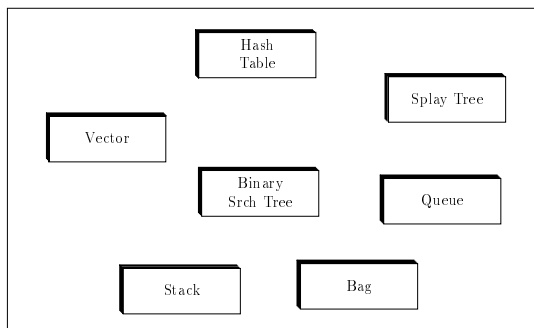 Hash
Table
Splay Tree
Vector
Binary
Srch Tree
Queue
Stack
Bag